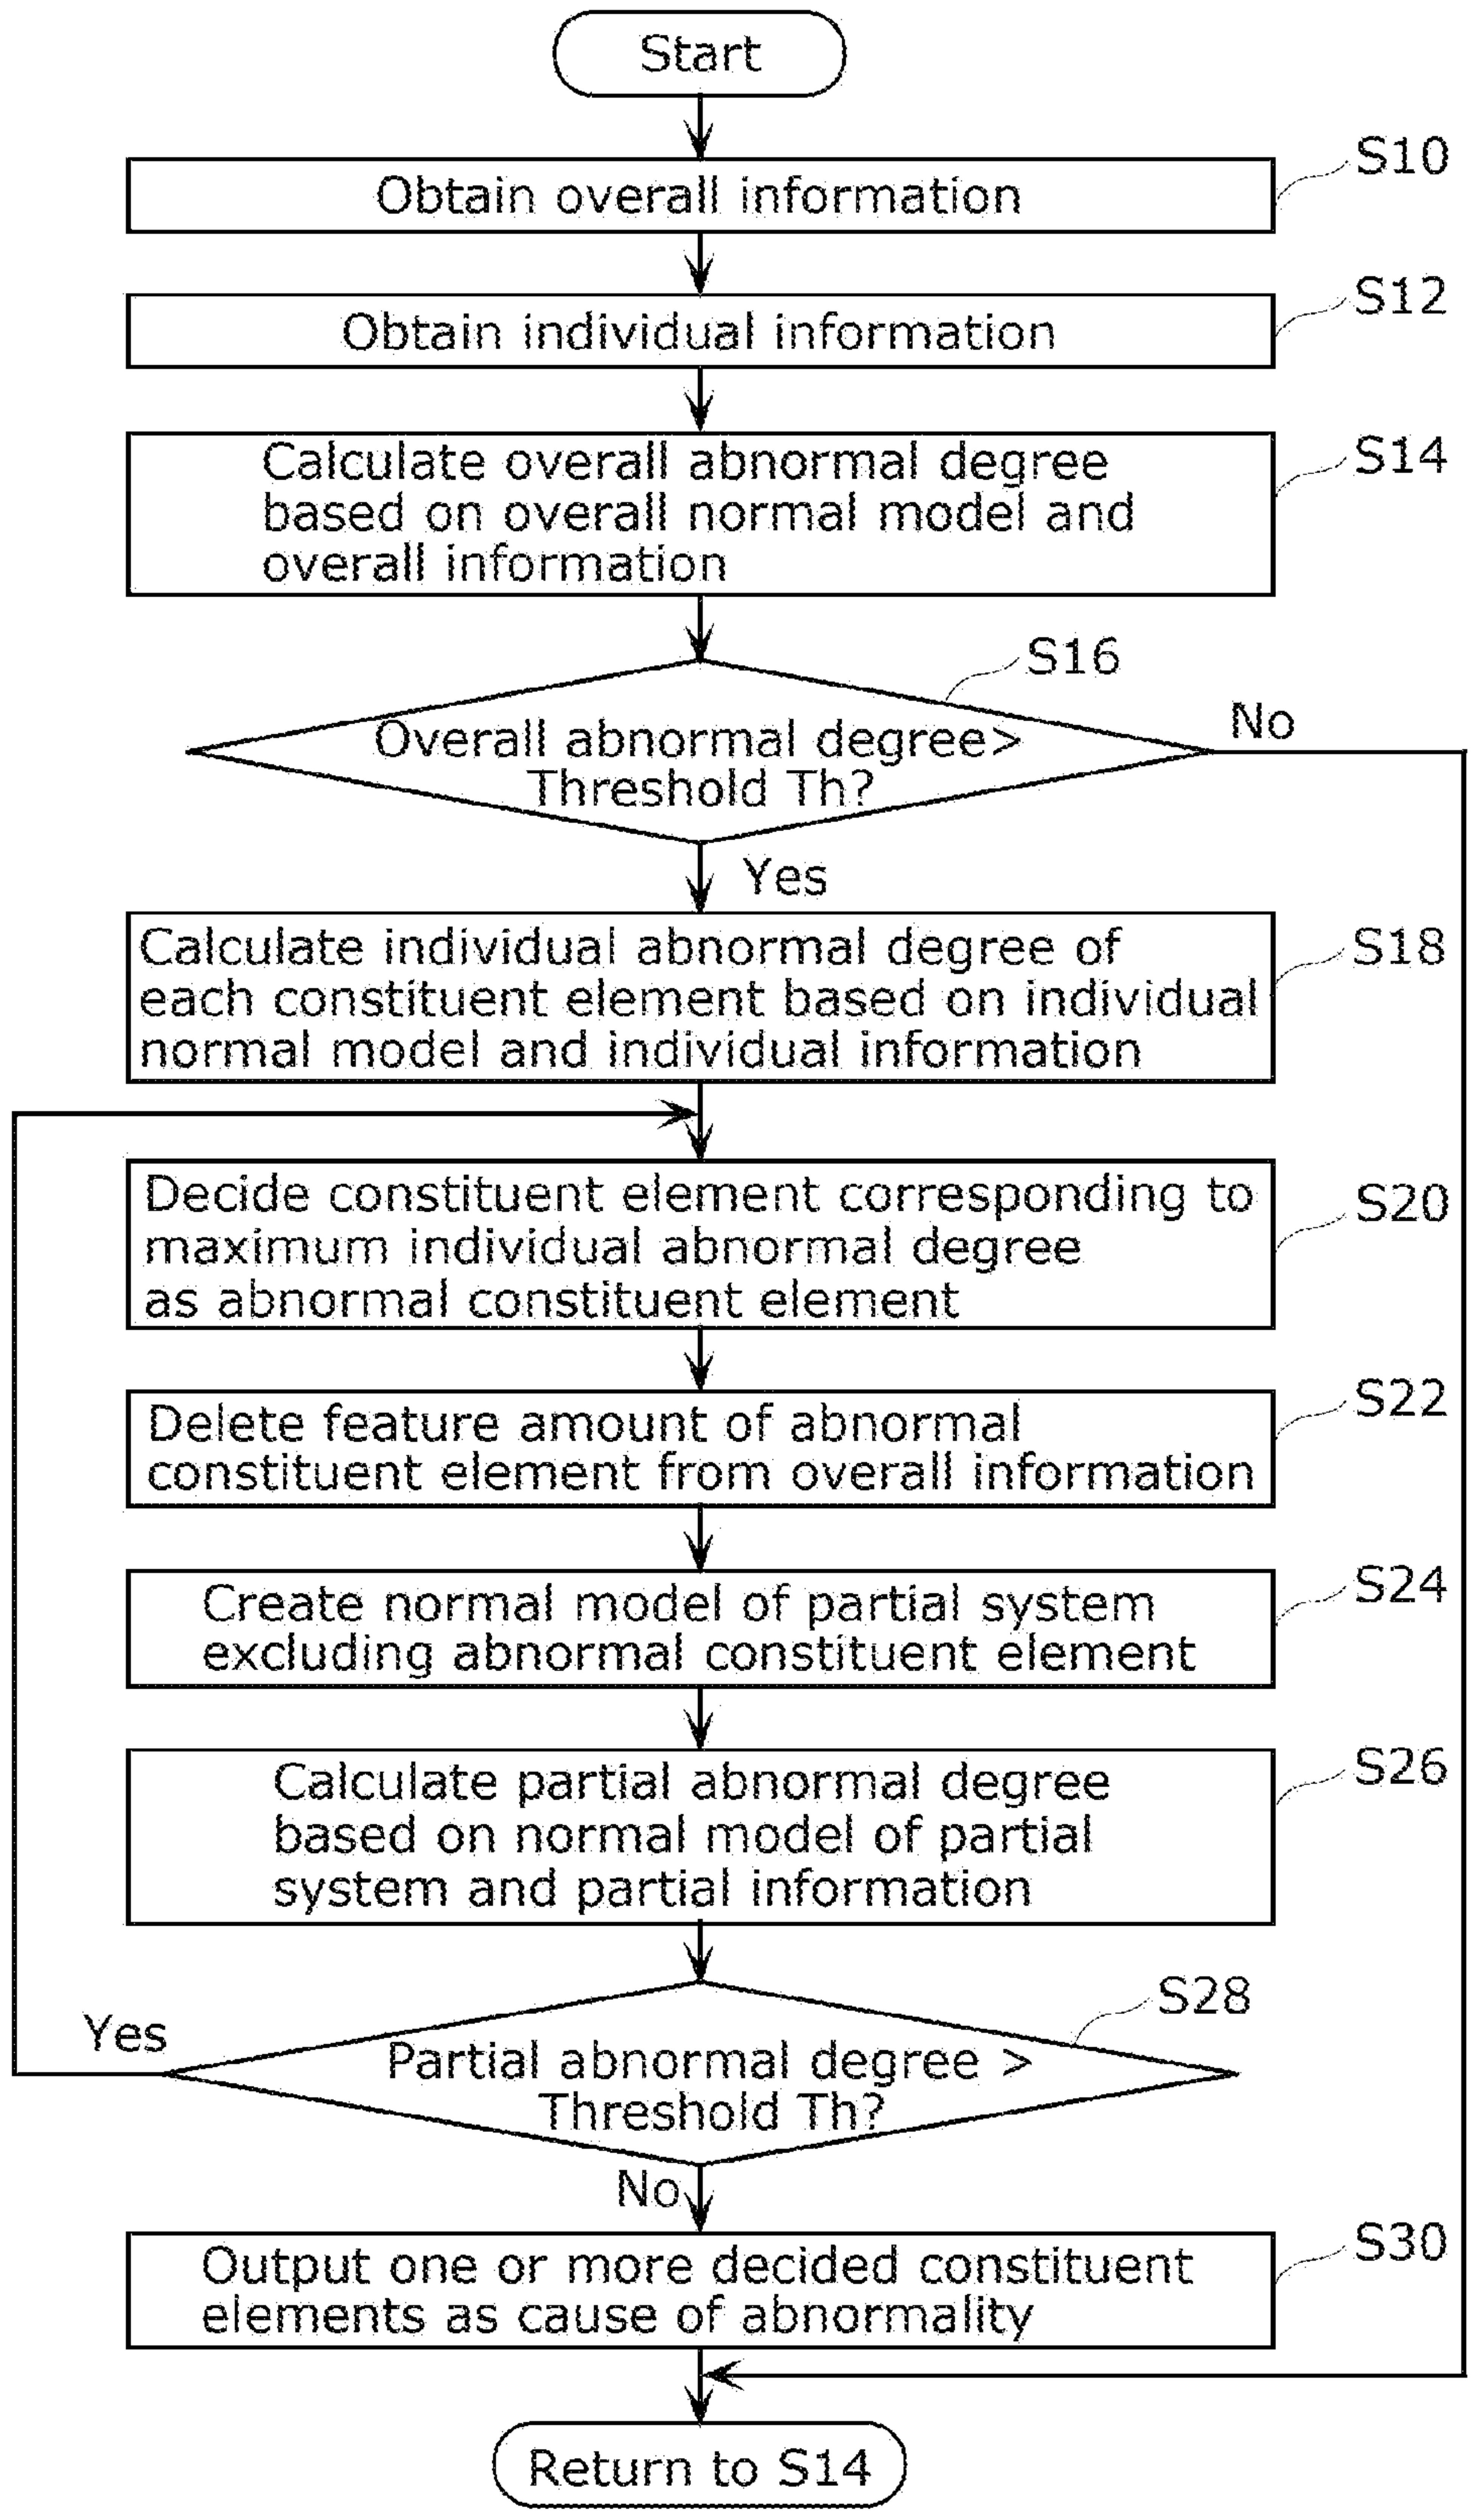 Start
S10
Obtain overall information
S12
Obtain individual information
S14
Calculate overall abnormal degree
based on overall normal model and
overall information
S16
No
Overall abnormal degree>
Threshold Th?
Yes
S18
Calculate individual abnormal degree of
each constituent element based on individual
normal model and individual information
S20
Decide constituent element corresponding to
maximum individual abnormal degree
as abnormal constituent element
S22
Delete feature amount of abnormal
constituent element from overall information
S24
Create normal model of partial system
excluding abnormal constituent element
S26
Calculate partial abnormal degree
based on normal model of partial
system and partial information
S28
Yes
Partial abnormal degree >
Threshold Th?
No
S30
Output one or more decided constituent
elements as cause of abnormality
Return to S14